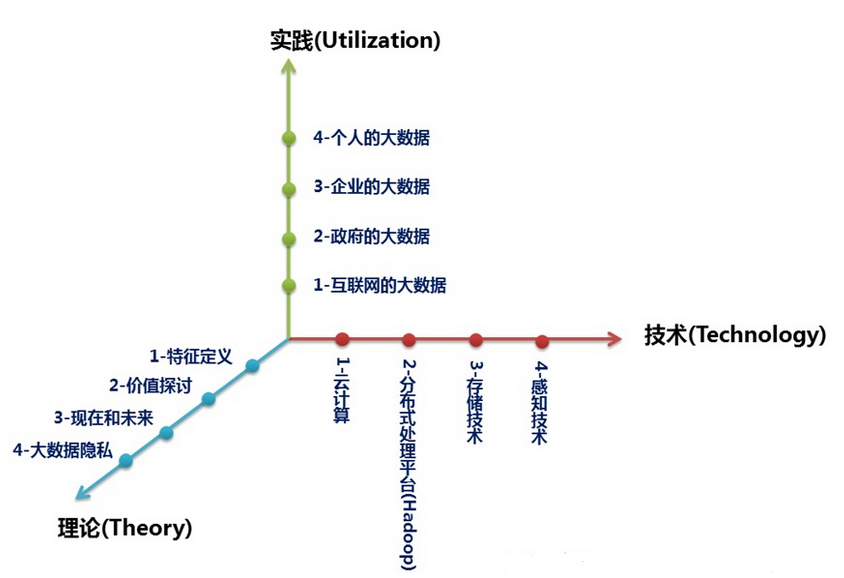 实践(Utilization)
4-个人的大数据
3-企业的大数据
2-政府的大数据
1-互联网的大数据
技术(Technology)
1-云计算
2-分布式处理平台(Hadoop)
3-存储技术
4-感知技术
1-特征定义
2-价值探讨
3-现在和未来
4-大数据隐私
理论(Theory)